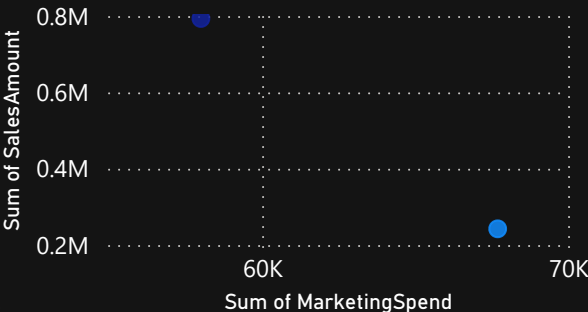 Sum of SalesAmount
0.8M
0.6M
0.4M
0.2M
60K
70K
Sum of MarketingSpend